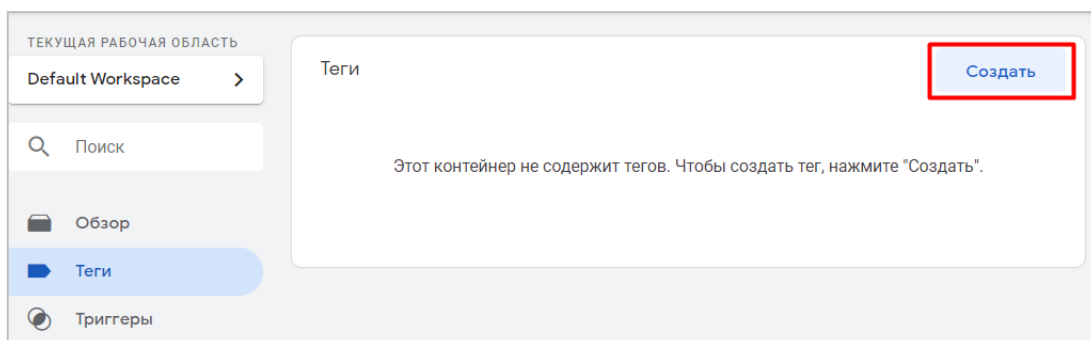 ТЕКУЩАЯ РАБОЧАЯ ОБЛАСТЬ
Default Workspace
Поиск
Обзор
Теги
Триггеры
Теги
Создать
Этот контейнер не содержит тегов. Чтобы создать тег, нажмите "Создать".